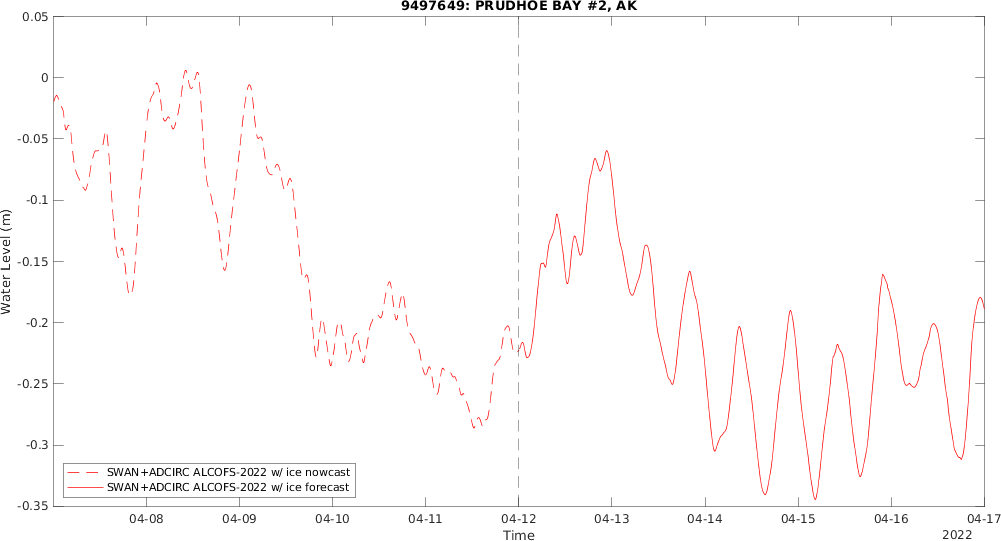 9497649: PRUDHOE BAY #2, AK
0.05
0
-0.05
-0.1
-0.15
-0.2
-0.25
-0.3
-0.35
Water Level (m)
SWAN+ADCIRC ALCOFS-2022 w/ ice nowcast
SWAN+ADCIRC ALCOFS-2022 w/ ice forecast
04-08 04-09 04-10 04-11 04-12 04-13 04-14 04-15 04-16 04-17
Time
2022